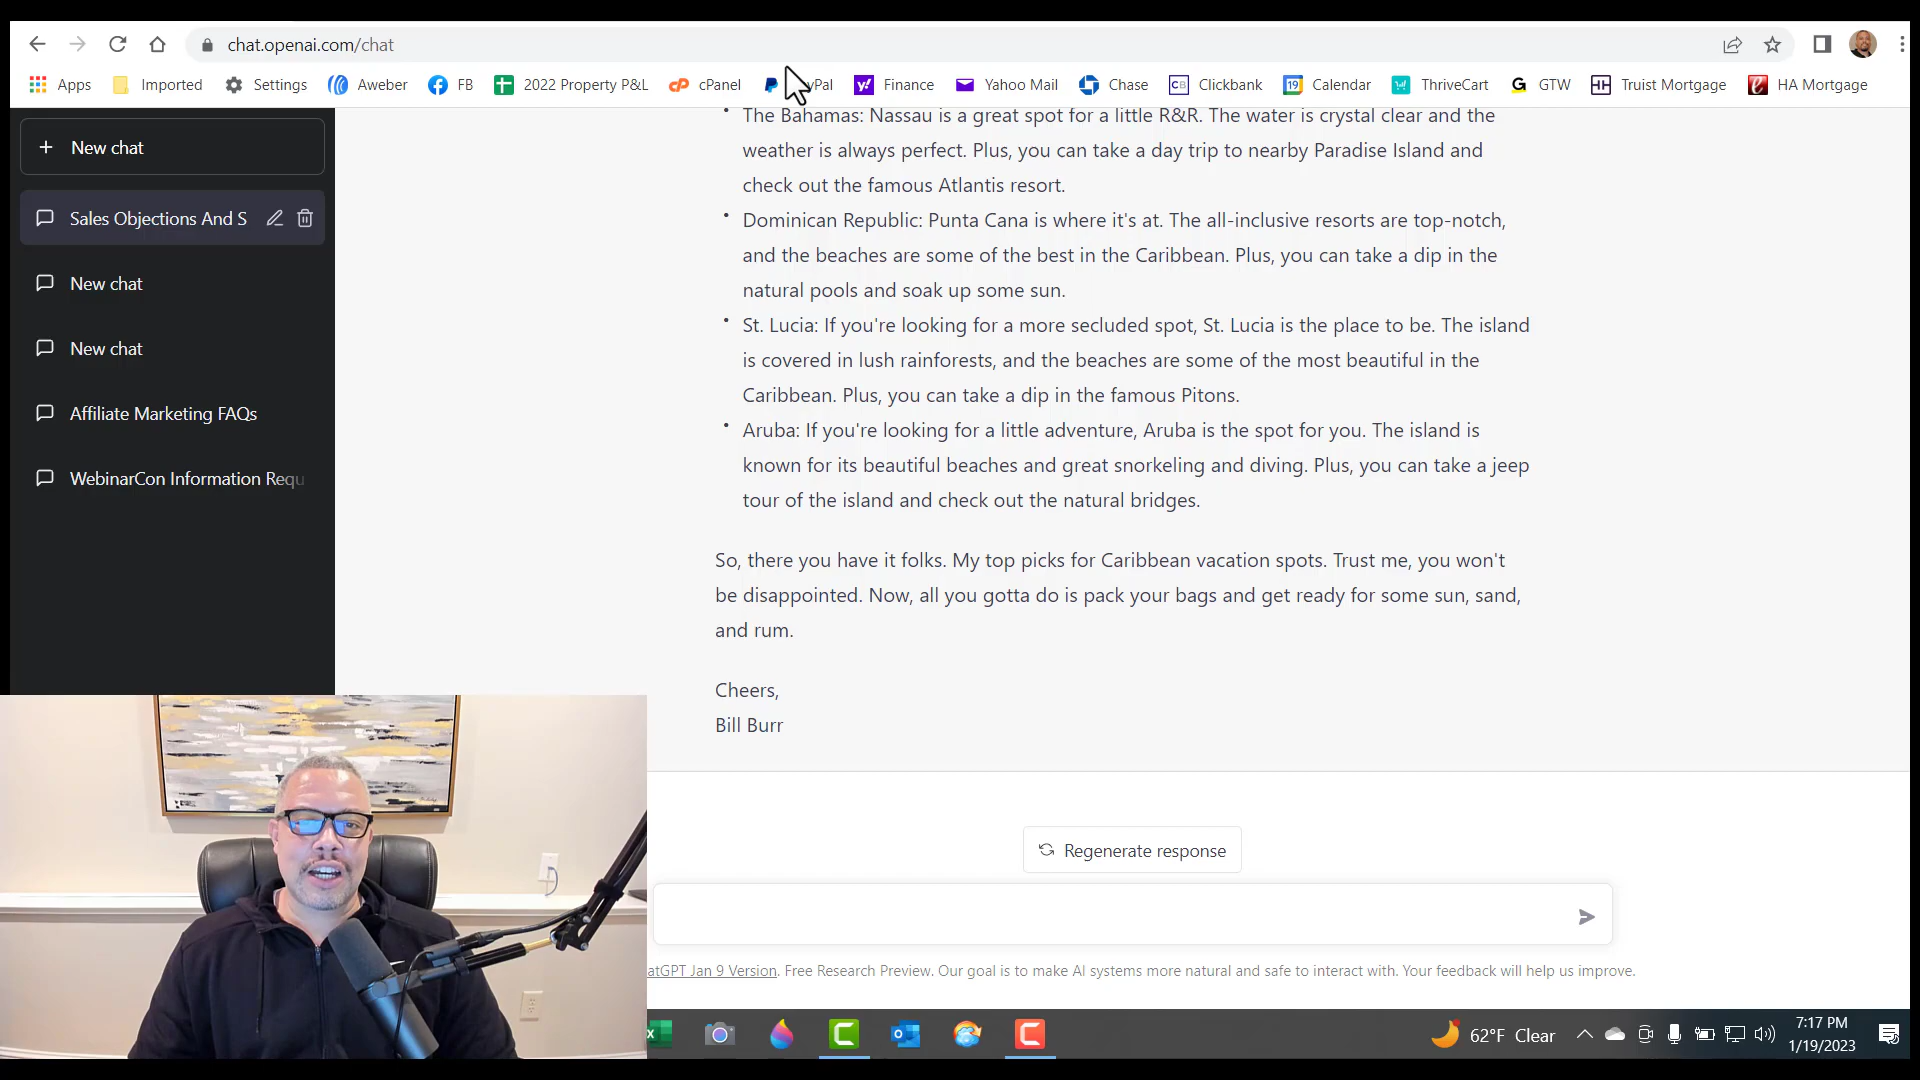 chat.openai.com/chat
Apps Imported Settings Aweber FB 2022 Property P&L cPanel yPal Finance Yahoo Mail Chase Clickbank Calendar ThriveCart GTW Truist Mortgage HA Mortgage
New chat
Sales Objections And S
New chat
New chat
Affiliate Marketing FAQs
WebinarCon Information Requ
• The Bahamas: Nassau is a great spot for a little R&R. The water is crystal clear and the
weather is always perfect. Plus, you can take a day trip to nearby Paradise Island and
check out the famous Atlantis resort.
• Dominican Republic: Punta Cana is where it's at. The all-inclusive resorts are top-notch,
and the beaches are some of the best in the Caribbean. Plus, you can take a dip in the
natural pools and soak up some sun.
• St. Lucia: If you're looking for a more secluded spot, St. Lucia is the place to be. The island
is covered in lush rainforests, and the beaches are some of the most beautiful in the
Caribbean. Plus, you can take a dip in the famous Pitons.
• Aruba: If you're looking for a little adventure, Aruba is the spot for you. The island is
known for its beautiful beaches and great snorkeling and diving. Plus, you can take a jeep
tour of the island and check out the natural bridges.
So, there you have it folks. My top picks for Caribbean vacation spots. Trust me, you won't
be disappointed. Now, all you gotta do is pack your bags and get ready for some sun, sand,
and rum.
Cheers,
Bill Burr
Regenerate response
atGPT Jan 9 Version. Free Research Preview. Our goal is to make AI systems more natural and safe to interact with. Your feedback will help us improve.
62°F Clear
7:17 PM
1/19/2023